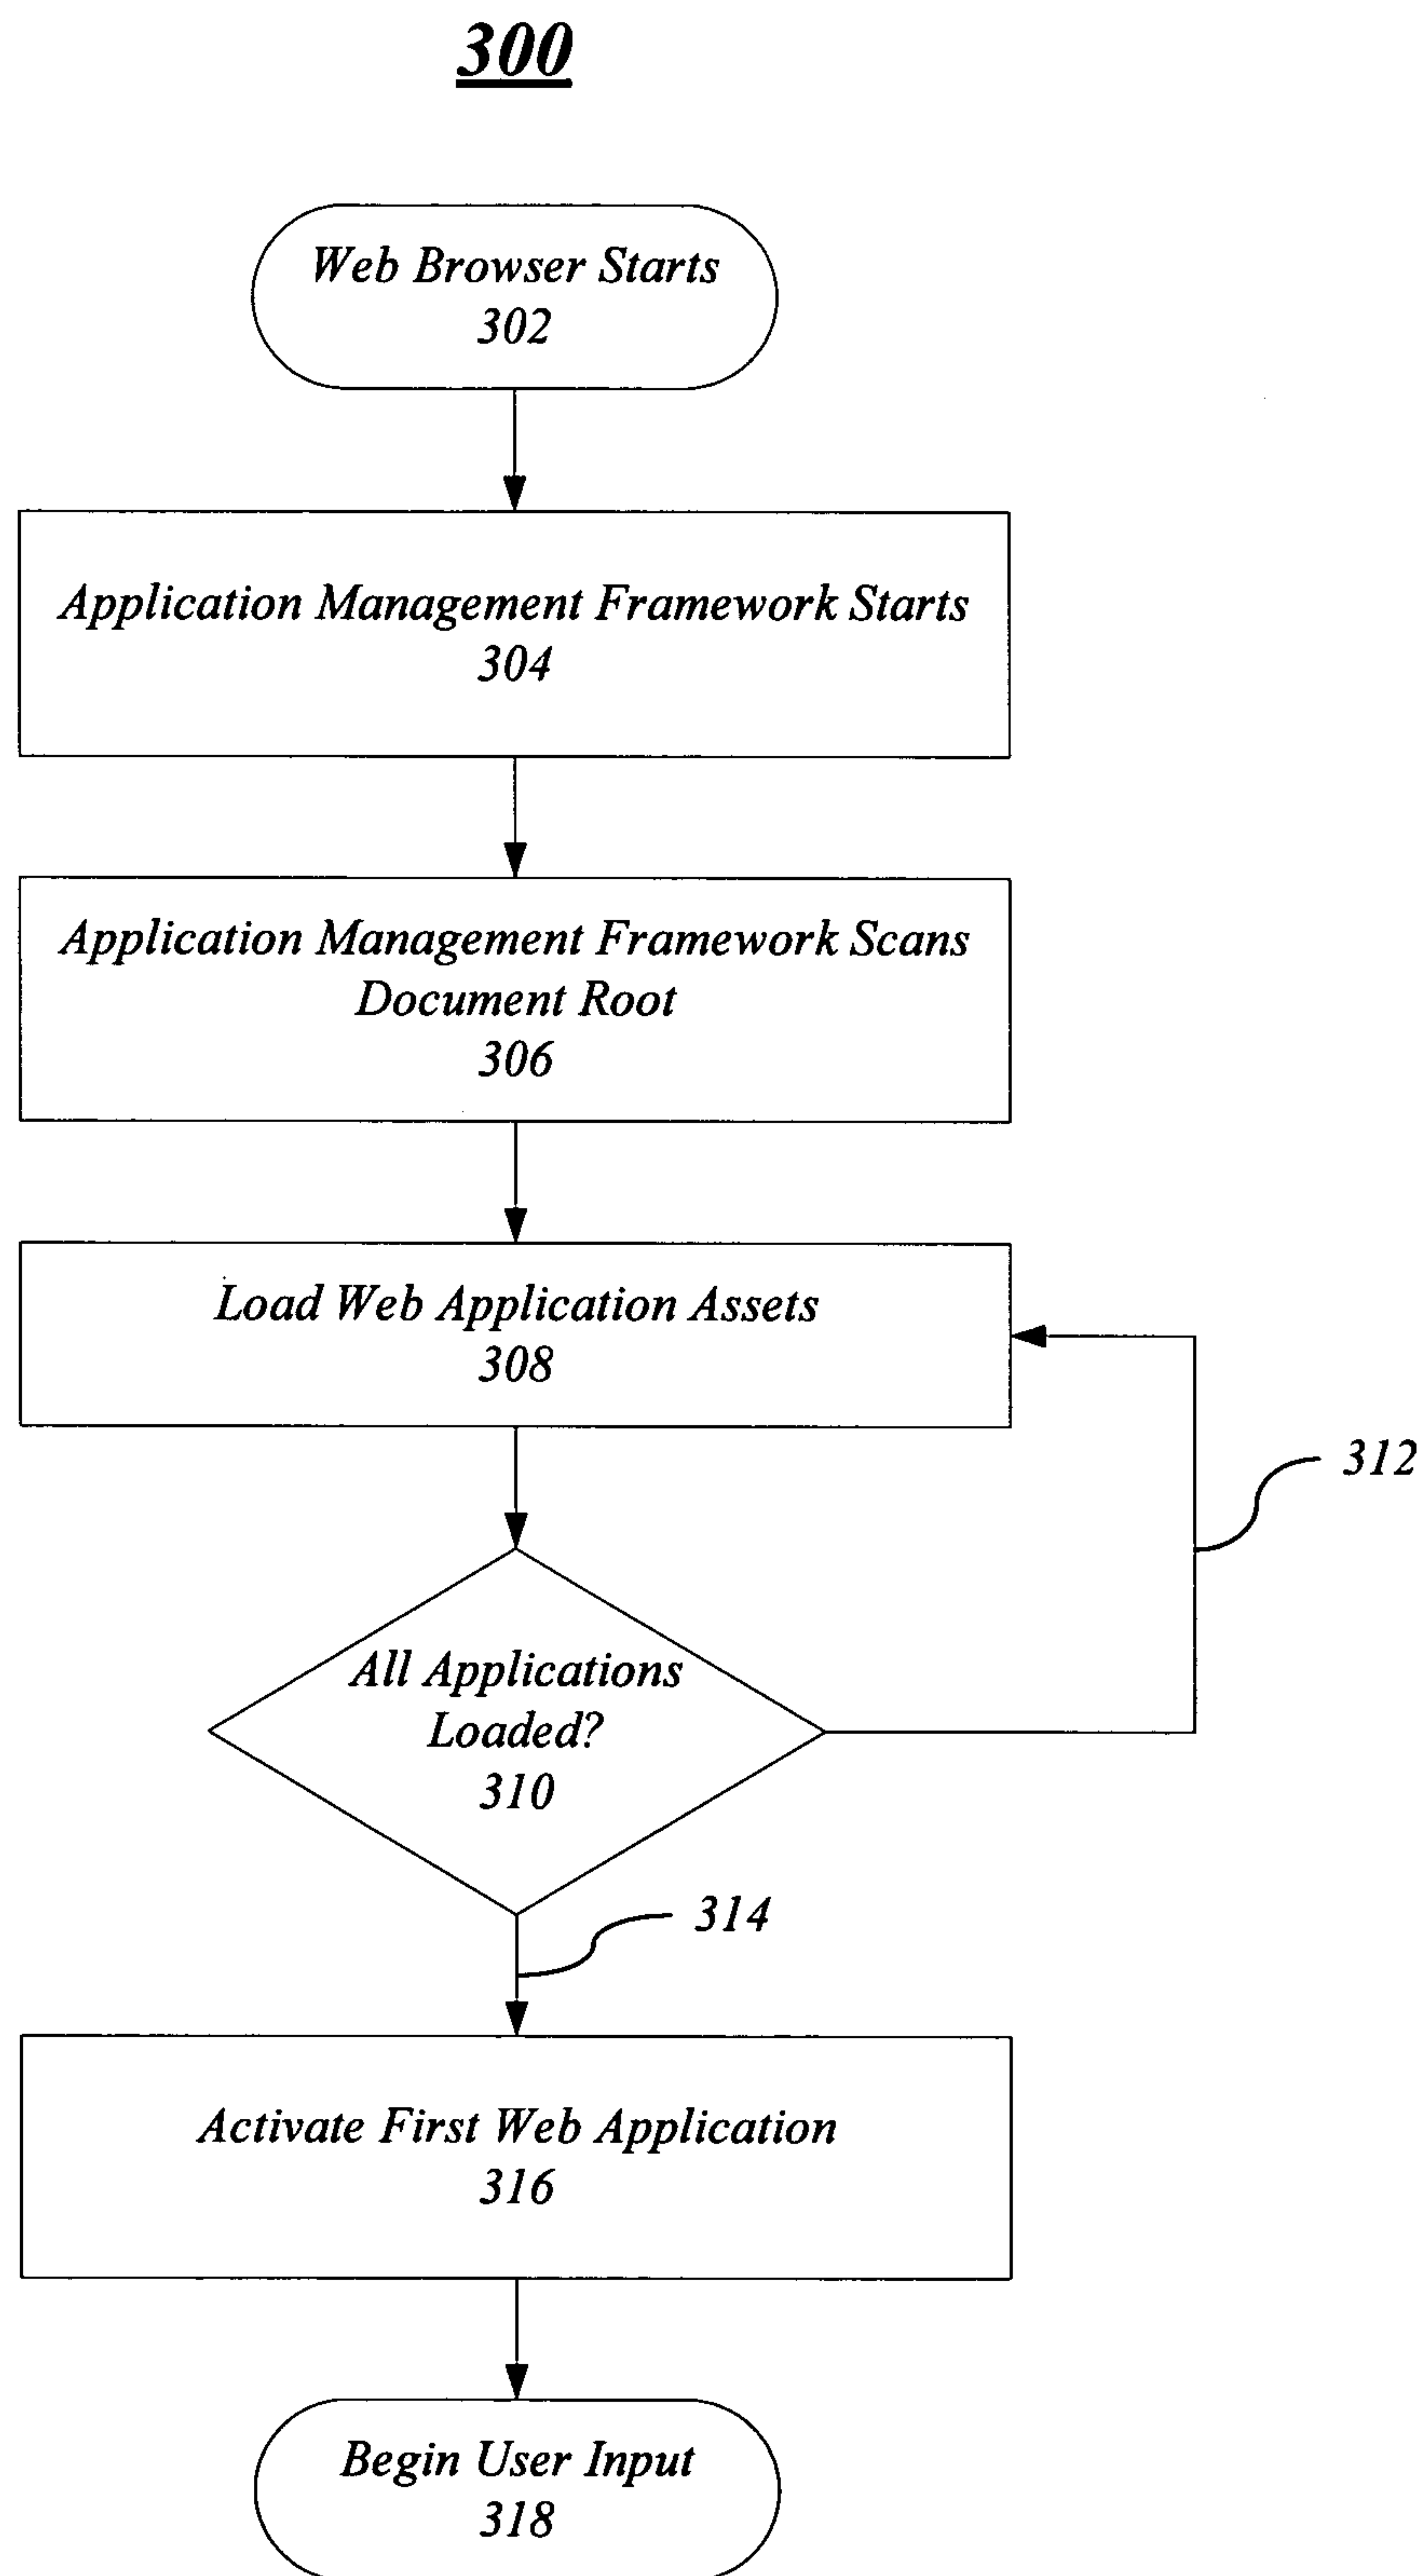 300
Web Browser Starts
302
Application Management Framework Starts
304
Application Management Framework Scans
Document Root
306
Load Web Application Assets
308
312
All Applications
Loaded?
310
314
Activate First Web Application
316
Begin User Input
318